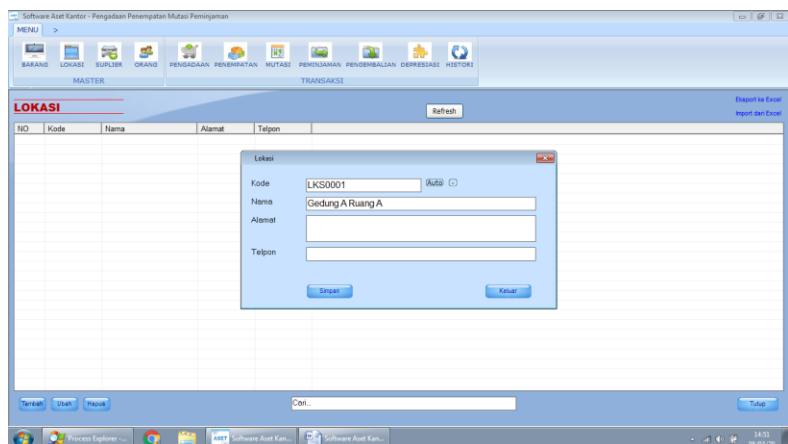 Software Aset Kantor - Pengadaan Penempatan Mutasi Peminjaman
MENU >
BARANG LOKASI SUPLIER ORANG PENGADAAN PENEMPATAN MUTASI PEMINJAMAN PENGEMBALIAN DEPRESIASI HISTORI
MASTER TRANSAKSI
LOKASI
Refresh
Eksport ke Excel
Import dari Excel
NO Kode Nama Alamat Telpon
Lokasi
Kode LKS0001 Auto
Nama Gedung A Ruang A
Alamat
Telpon
Simpan Keluar
Tambah Ubah Hapus Cari... Tutup
Process Explorer -... Software Aset Kan... Software Aset Kan... 14:51